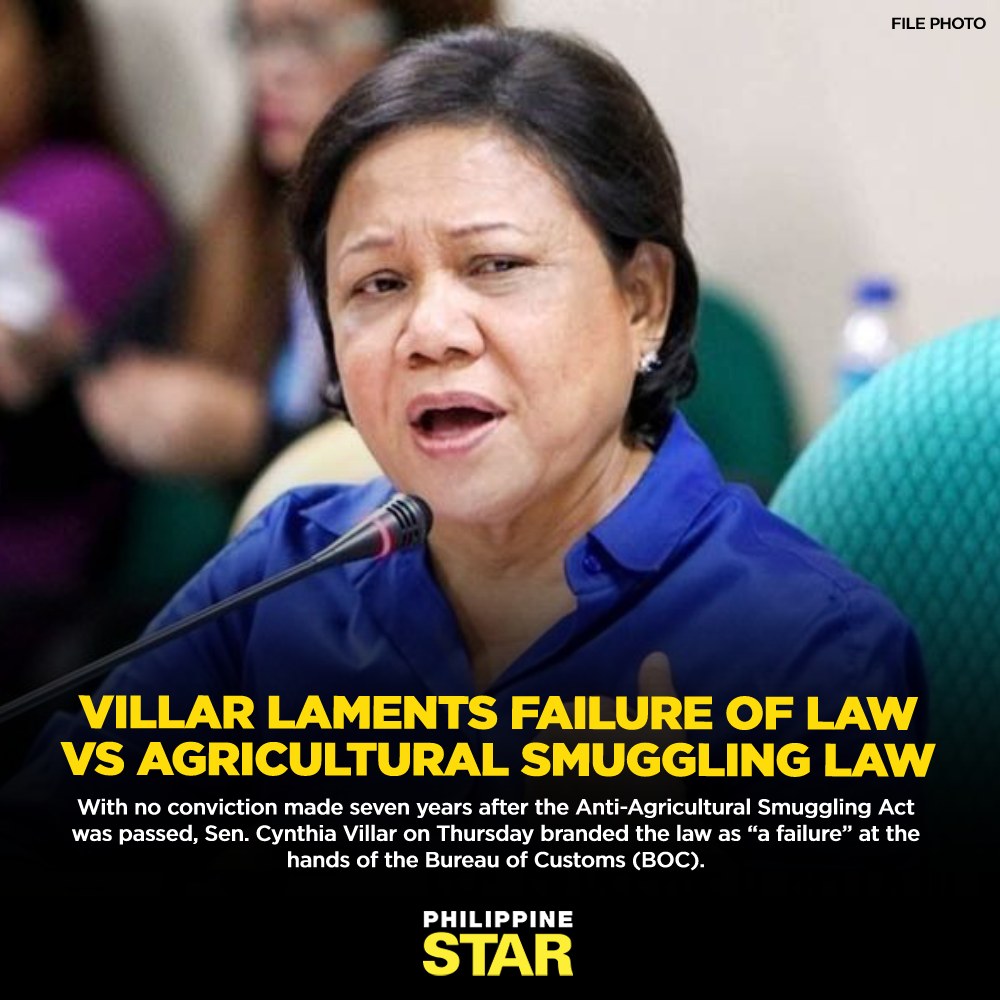 FILE PHOTO
VILLAR LAMENTS FAILURE OF LAW
VS AGRICULTURAL SMUGGLING LAW
With no conviction made seven years after the Anti-Agricultural Smuggling Act
was passed, Sen. Cynthia Villar on Thursday branded the law as “a failure” at the
hands of the Bureau of Customs (BOC).
PHILIPPINE
STAR